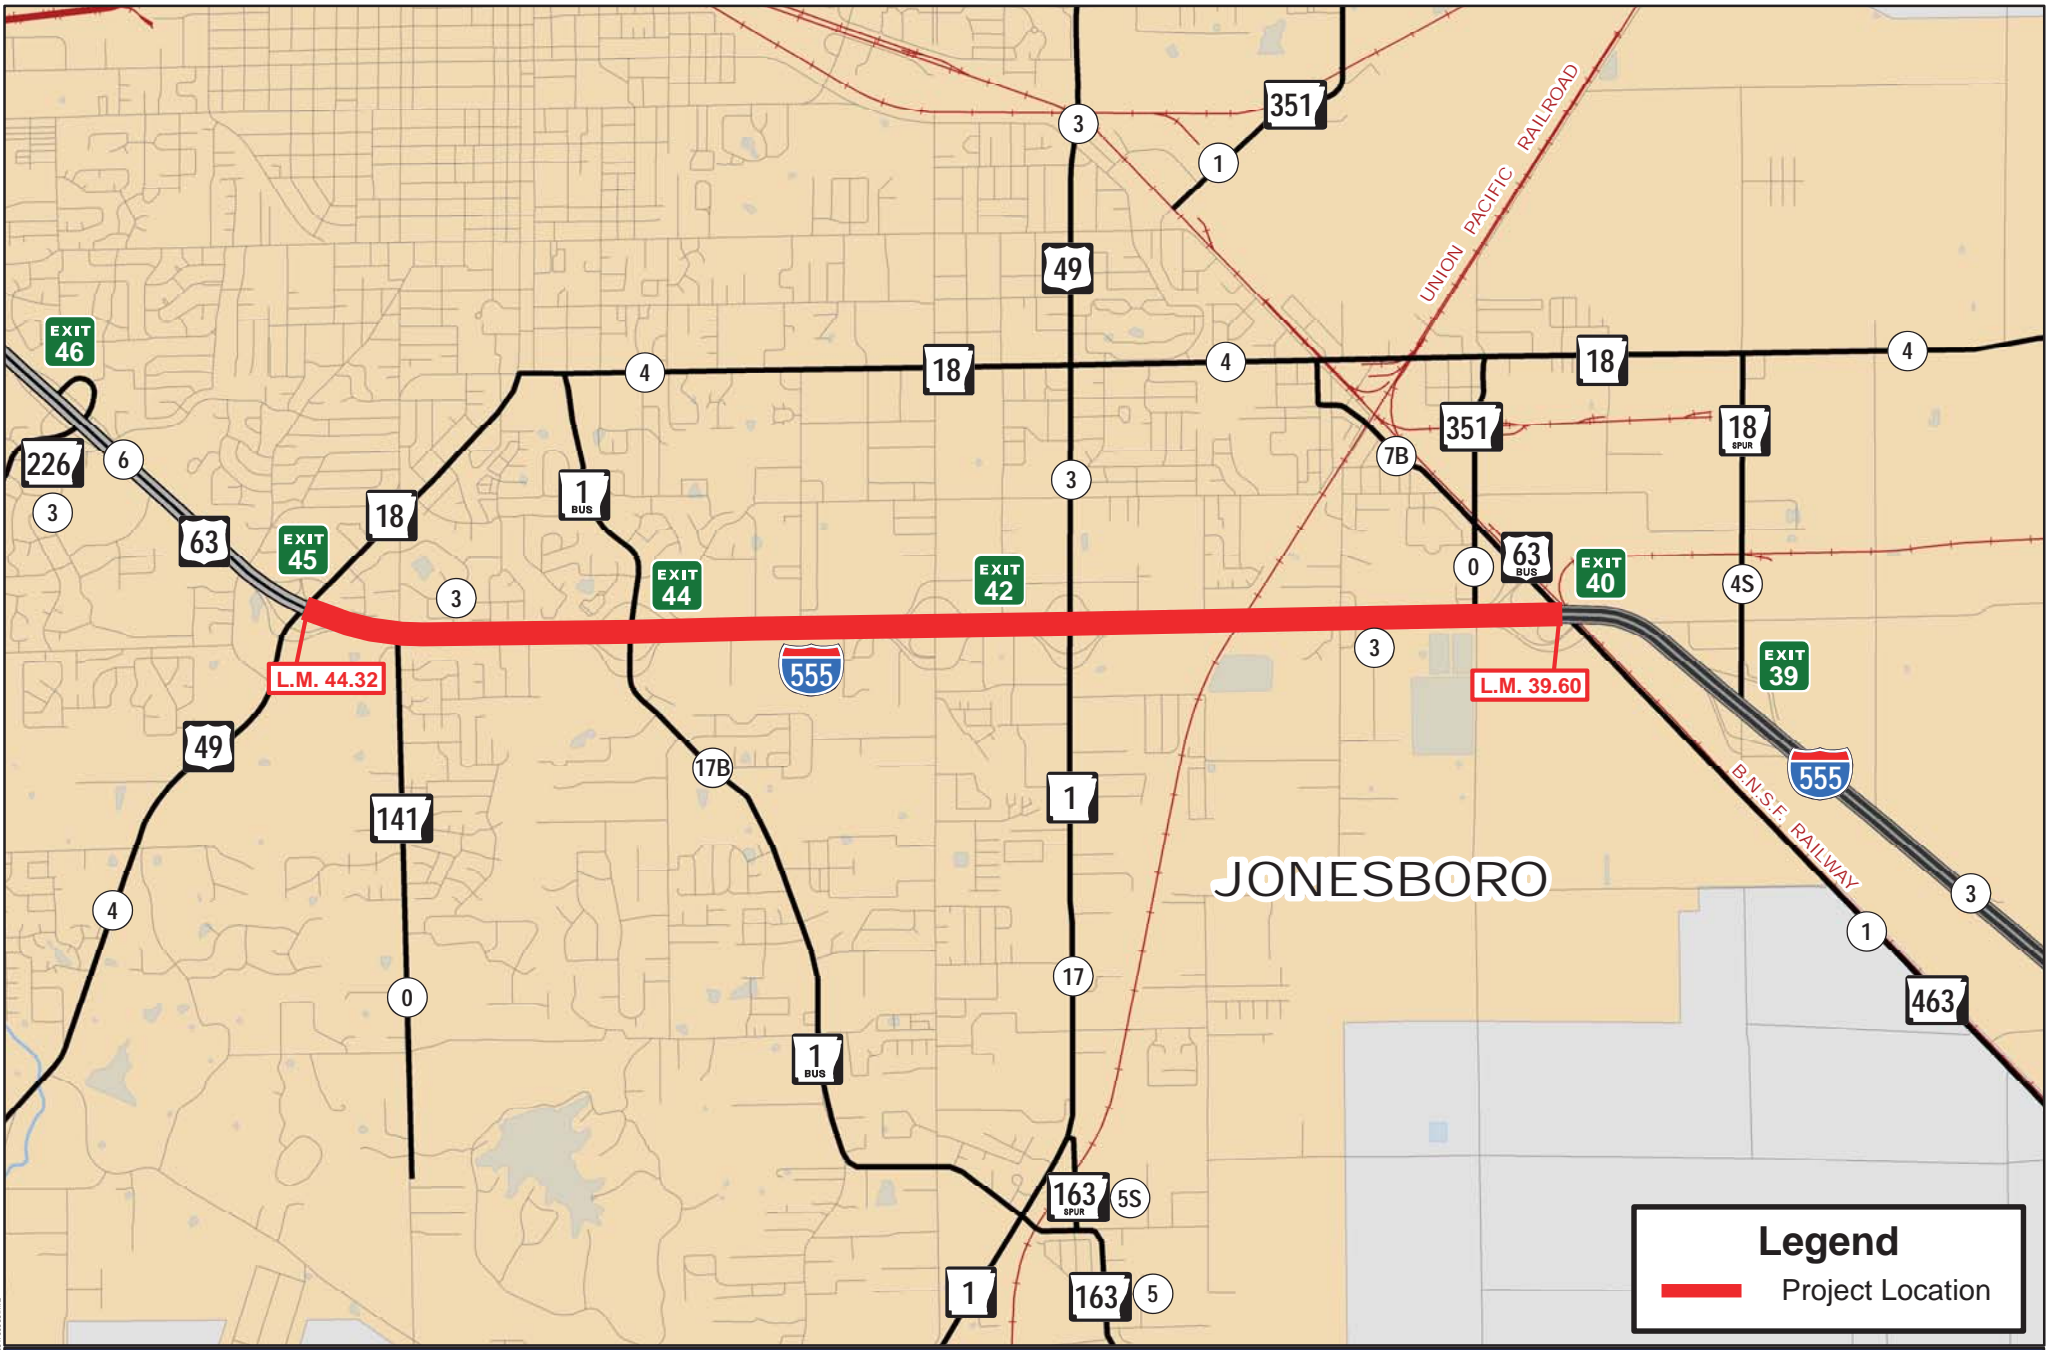 351
3
1
UNION PACIFIC RAILROAD
49
EXIT
46
4
18
4
18
4
226
6
3
63
18
EXIT
45
1
BUS
3
351
7B
18
SPUR
3
EXIT
44
EXIT
42
0
63
BUS
EXIT
40
4S
L.M. 44.32
555
3
L.M. 39.60
EXIT
39
49
17B
1
555
B.N.S.F. RAILWAY
141
JONESBORO
4
3
1
0
17
463
1
BUS
163
SPUR
5S
1
163
5
Legend
Project Location